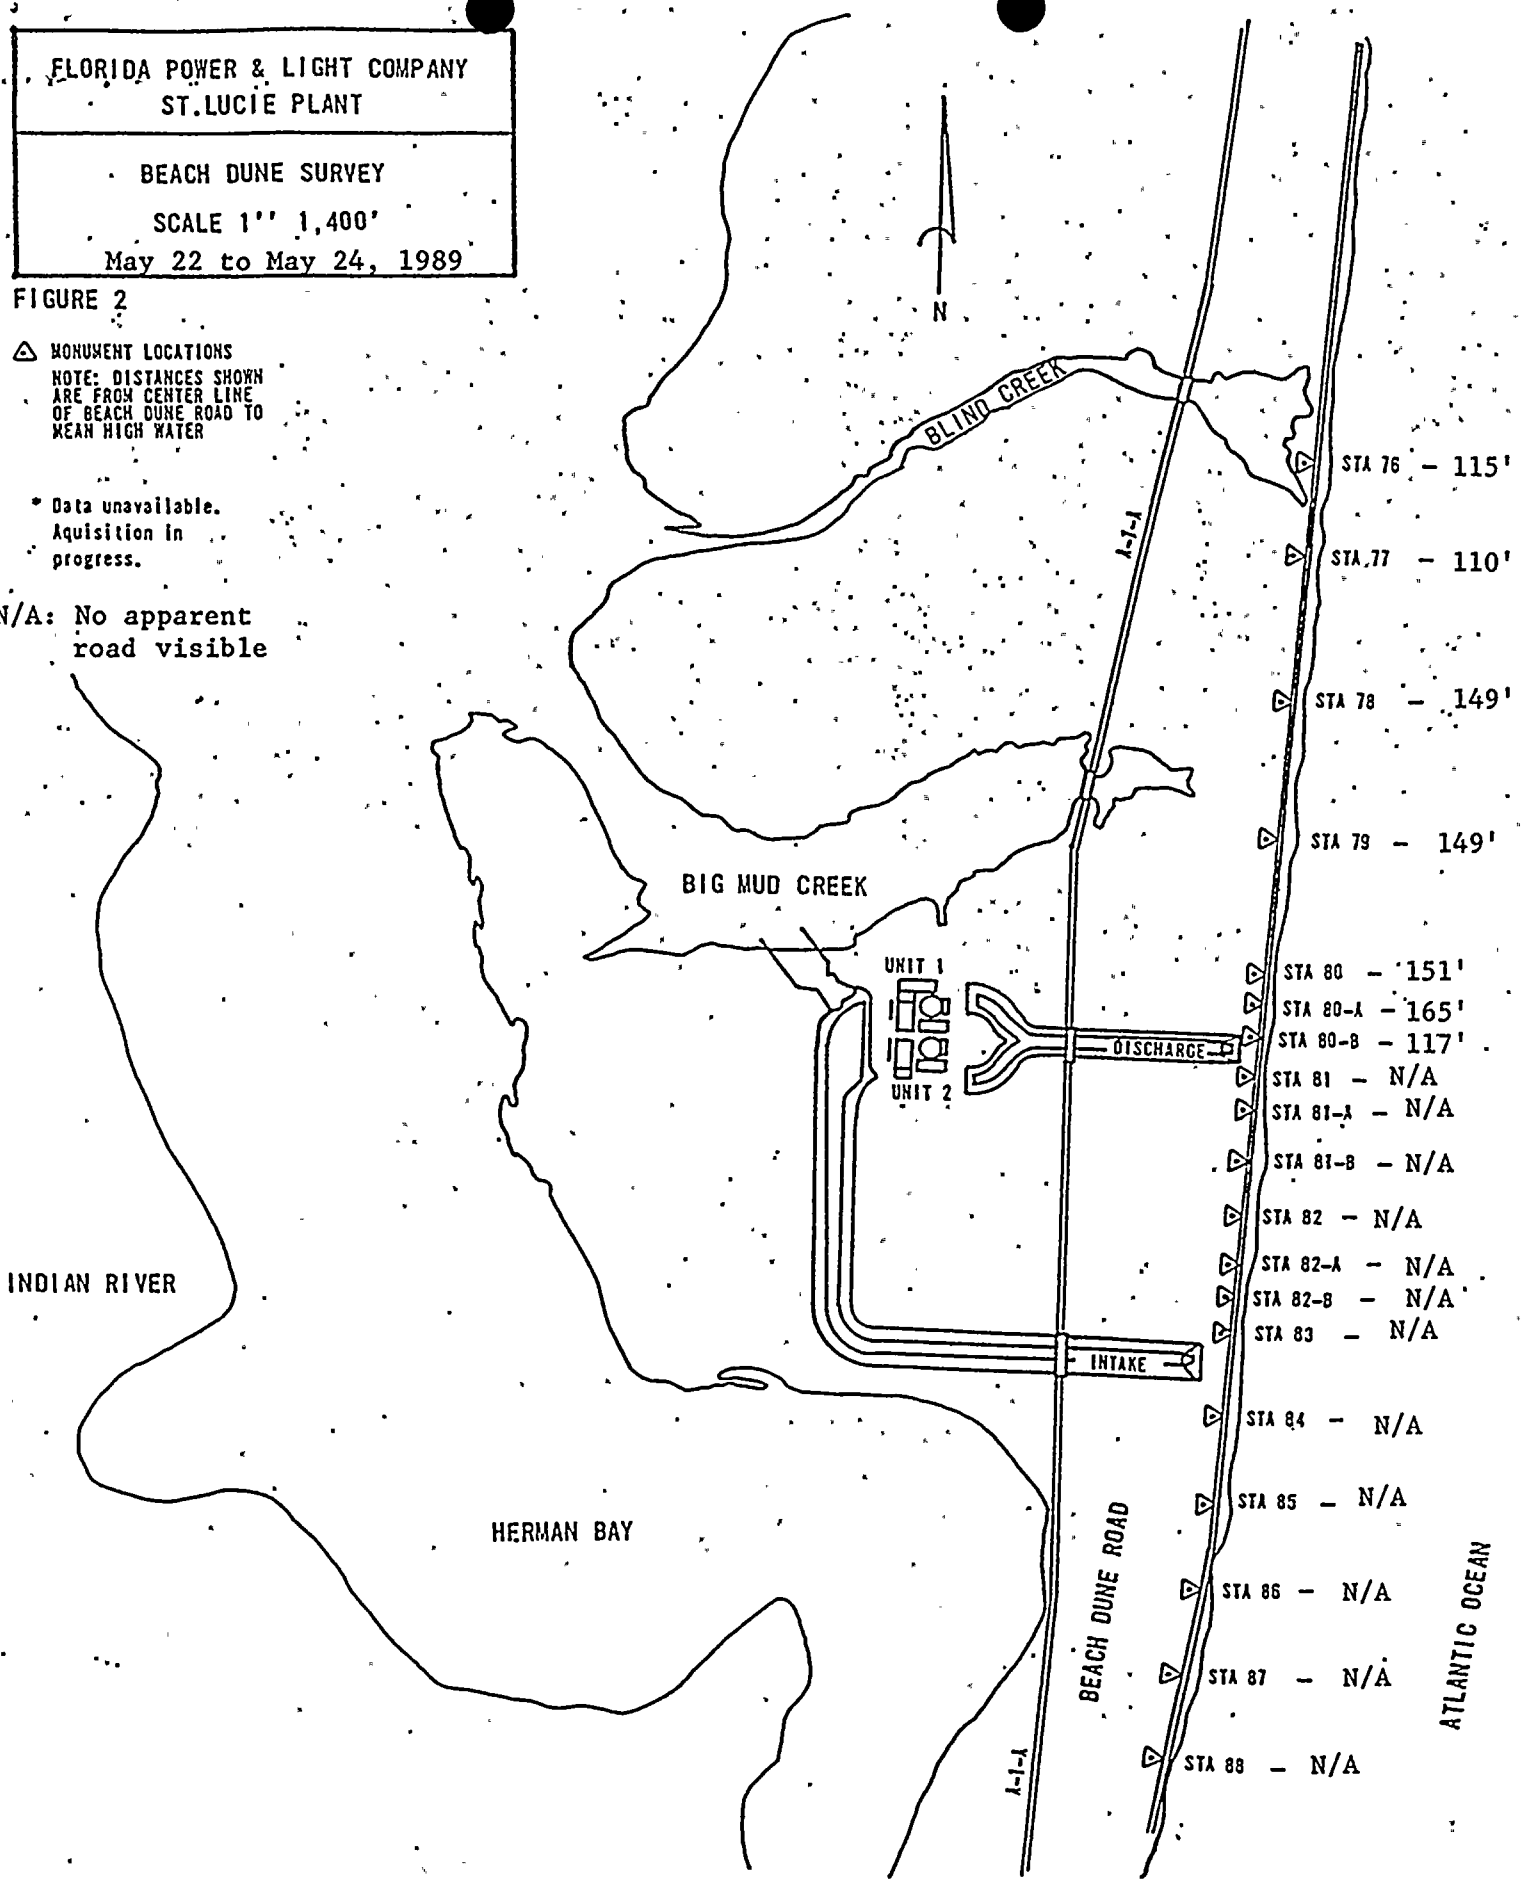 FLORIDA POWER & LIGHT COMPANY
ST.LUCIE PLANT
BEACH DUNE SURVEY
SCALE 1'' 1,400'
May 22 to May 24, 1989
FIGURE 2
MONUMENT LOCATIONS
NOTE: DISTANCES SHOWN
ARE FROM CENTER LINE
OF BEACH DUNE ROAD TO
MEAN HIGH WATER
* Data unavailable.
Aquisition in
progress.
N/A: No apparent
road visible
N
BLIND CREEK
A-1-A
STA 76 - 115'
STA 77 - 110'
STA 78 - 149'
STA 79 - 149'
BIG MUD CREEK
UNIT 1
UNIT 2
DISCHARGE
STA 80 - 151'
STA 80-A - 165'
STA 80-B - 117'
STA 81 - N/A
STA 81-A - N/A
STA 81-B - N/A
STA 82 - N/A
STA 82-A - N/A
STA 82-B - N/A
STA 83 - N/A
INDIAN RIVER
INTAKE
STA 84 - N/A
STA 85 - N/A
HERMAN BAY
BEACH DUNE ROAD
ATLANTIC OCEAN
STA 86 - N/A
STA 87 - N/A
STA 88 - N/A
A-1-A